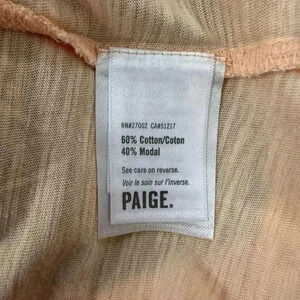 RN#27002 CA#51217
60% Cotton/Coton
40% Modal
See care on reverse.
Voir le soin sur l'inverse.
PAIGE.